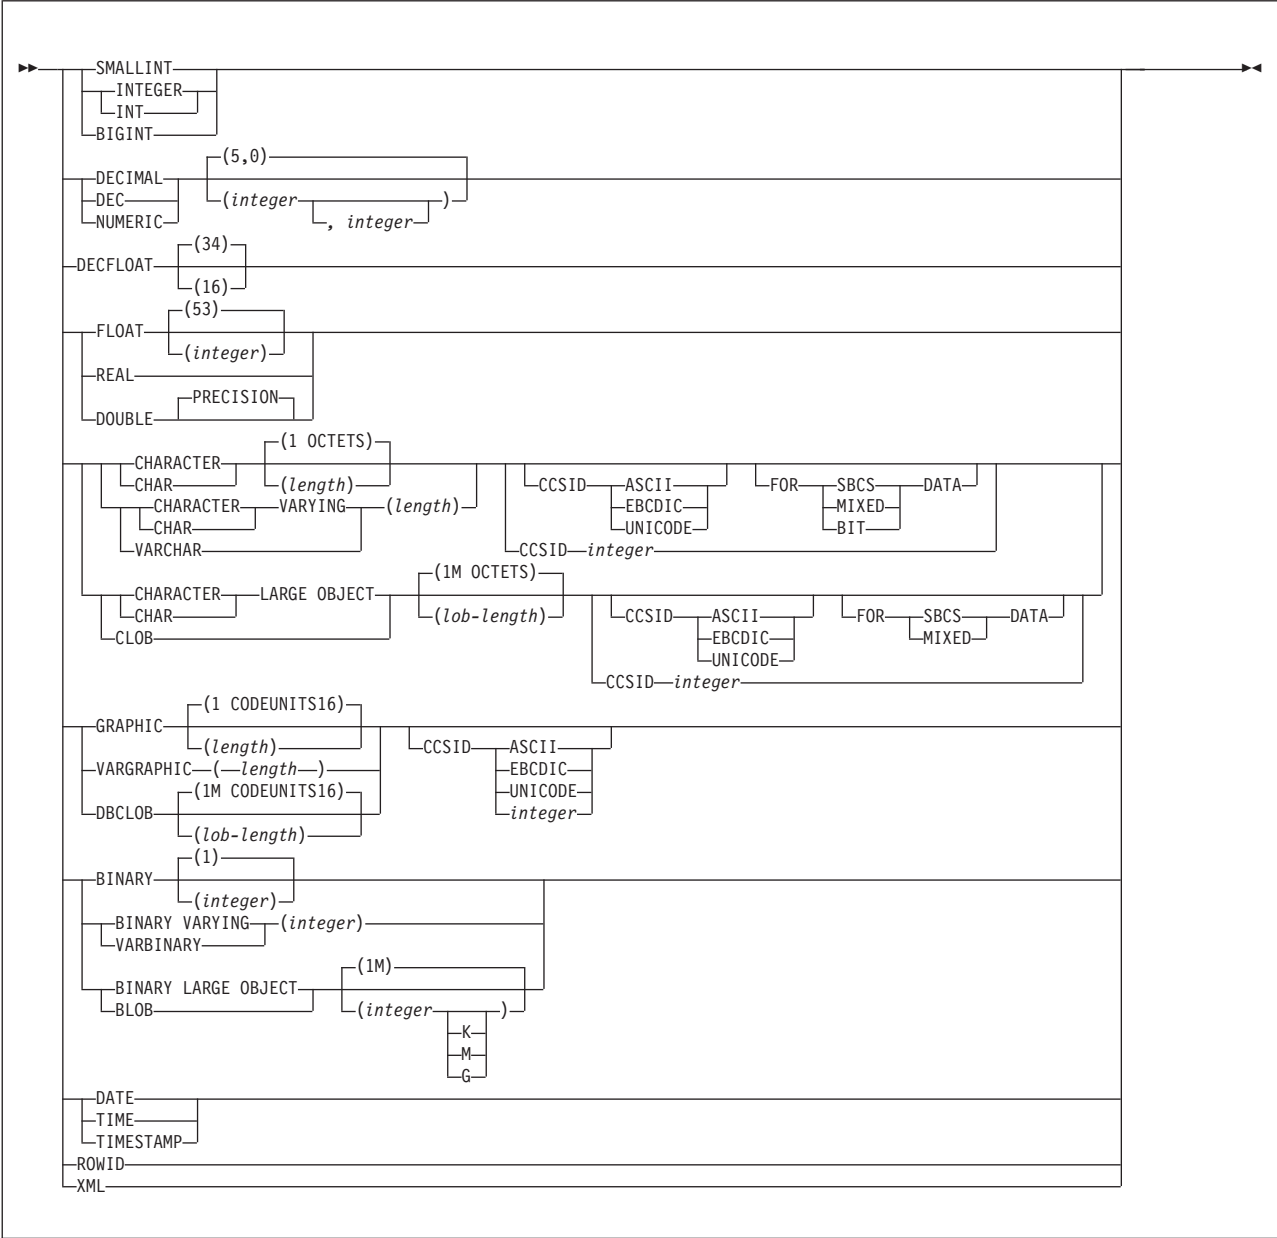 SMALLINT
INTEGER
INT
BIGINT
(5,0)
DECIMAL
DEC (integer )
NUMERIC , integer
(34)
DECFLOAT
(16)
(53)
FLOAT
(integer)
REAL
PRECISION
DOUBLE
(1 OCTETS)
CHARACTER
CHAR (length) CCSID ASCII FOR SBCS DATA
CHARACTER VARYING (length) EBCDIC MIXED
CHAR UNICODE BIT
VARCHAR CCSID integer
(1M OCTETS)
CHARACTER LARGE OBJECT
CHAR (lob-length) CCSID ASCII FOR SBCS DATA
CLOB EBCDIC MIXED
UNICODE
CCSID integer
(1 CODEUNITS16)
GRAPHIC
(length) CCSID ASCII
VARGRAPHIC ( length ) EBCDIC
(1M CODEUNITS16) UNICODE
DBCLOB integer
(lob-length)
(1)
BINARY
(integer)
BINARY VARYING (integer)
VARBINARY
(1M)
BINARY LARGE OBJECT
BLOB (integer )
K
M
G
DATE
TIME
TIMESTAMP
ROWID
XML